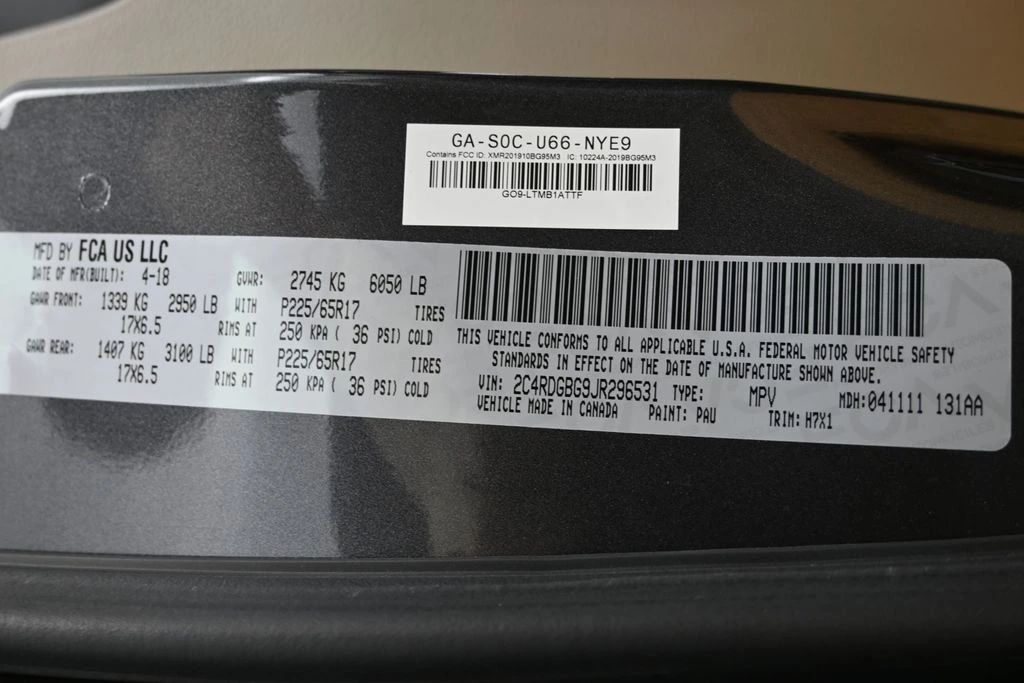 GA-S0C-U66-NYE9
Contains FCC ID: XMR201910BG95M3 IC: 10224A-2019BG95M3
GO9-LTMB1ATTF
MFD BY FCA US LLC
DATE OF MFR(BUILT): 4-18 GVWR: 2745 KG 6050 LB
GAWR FRONT: 1339 KG 2950 LB WITH P225/65R17 TIRES
17X6.5 RIMS AT 250 KPA ( 36 PSI) COLD
GAWR REAR: 1407 KG 3100 LB WITH P225/65R17 TIRES
17X6.5 RIMS AT 250 KPA ( 36 PSI) COLD
THIS VEHICLE CONFORMS TO ALL APPLICABLE U.S.A. FEDERAL MOTOR VEHICLE SAFETY
STANDARDS IN EFFECT ON THE DATE OF MANUFACTURE SHOWN ABOVE.
VIN: 2C4RDGBG9JR296531 TYPE: MPV MDH:041111 131AA
VEHICLE MADE IN CANADA PAINT: PAU TRIM: H7X1